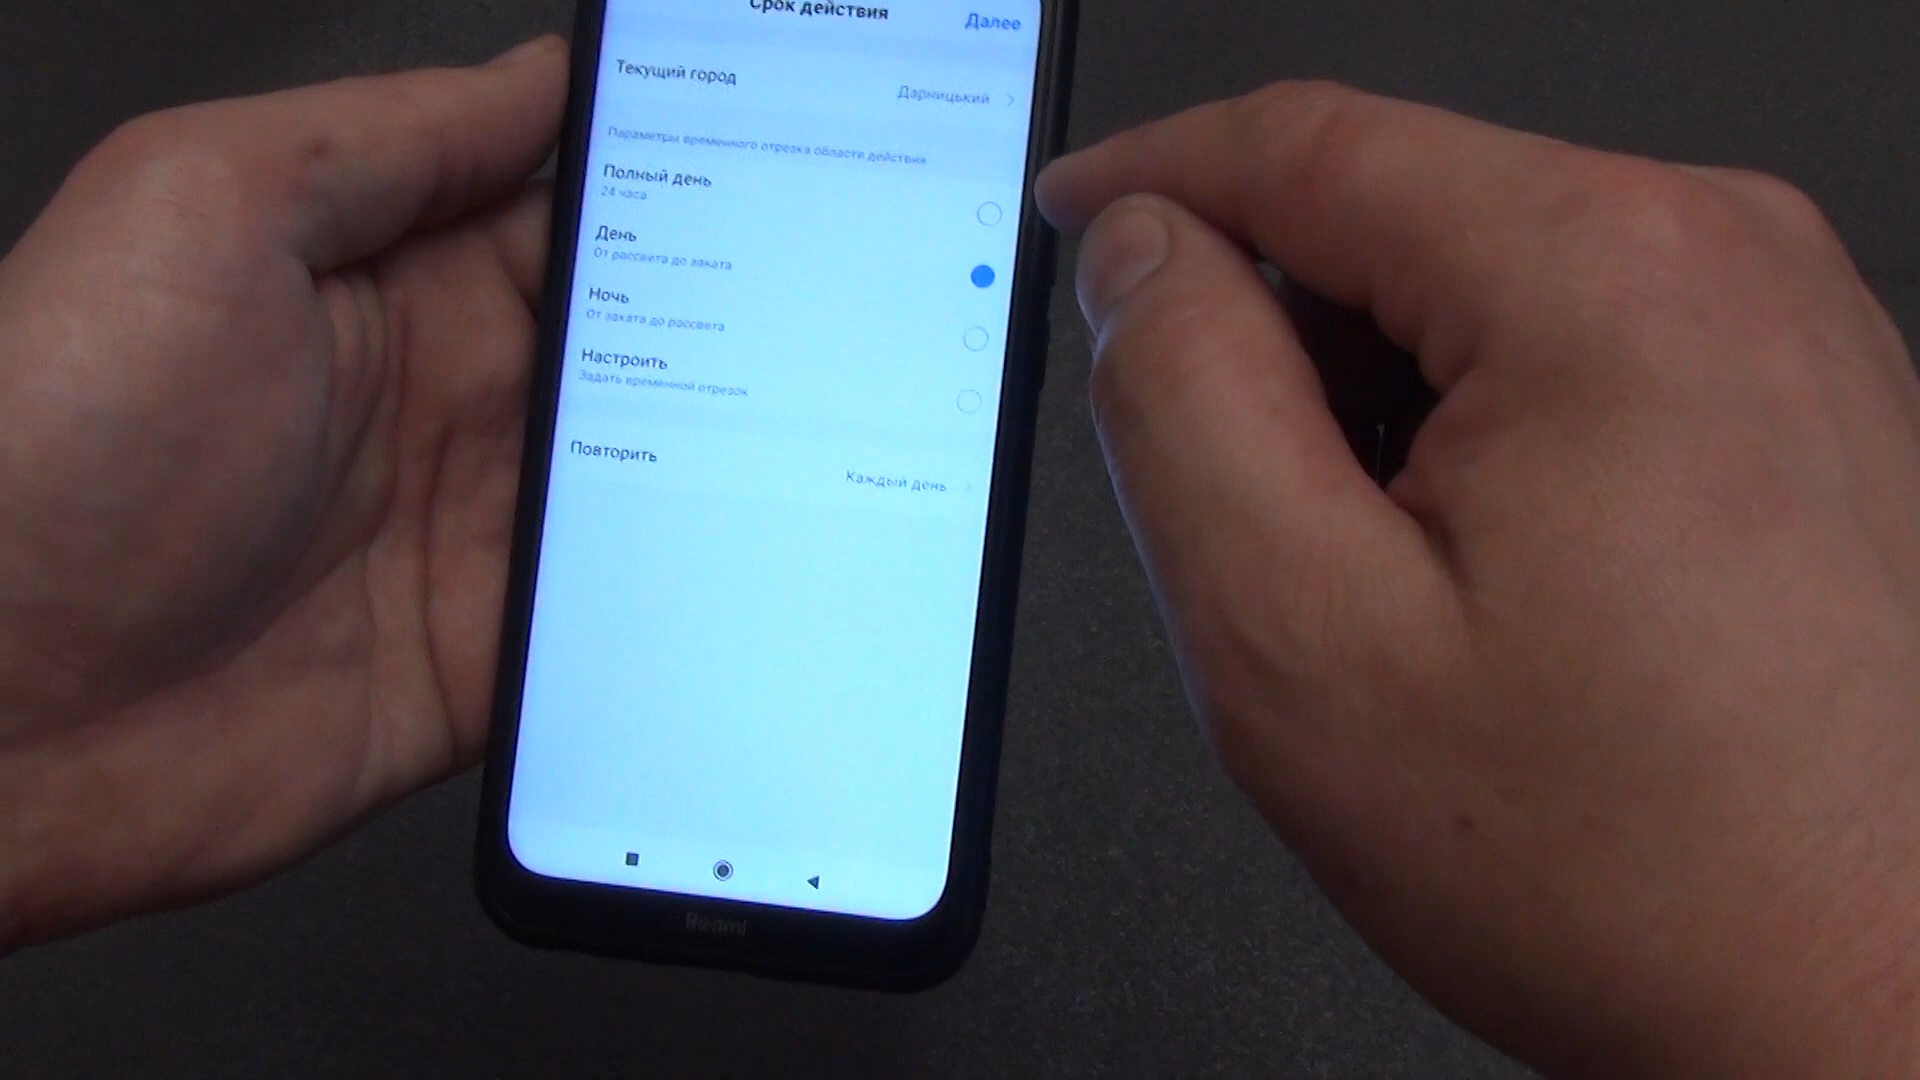 Срок действия
Далее
Текущий город
Дарницький
Параметры временного отрезка области действия
Полный день
24 часа
День
От рассвета до заката
Ночь
От заката до рассвета
Настроить
Задать временной отрезок
Повторить
Каждый день
Redmi